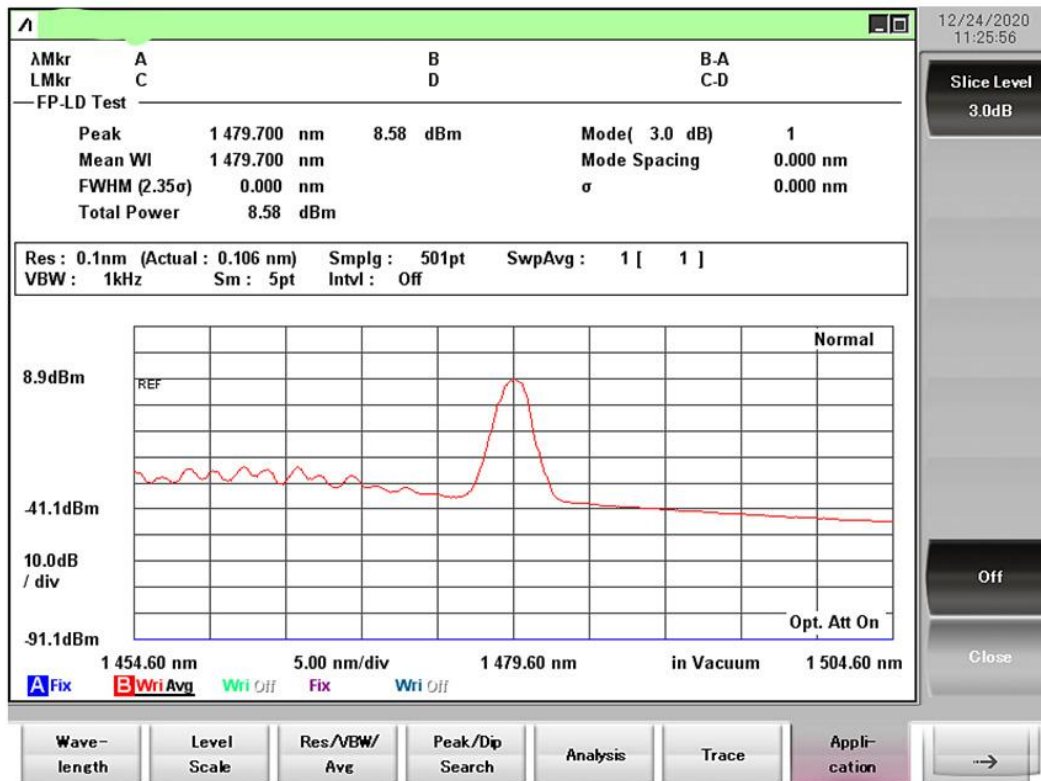 12/24/2020
11:25:56
λMkr A B B-A
LMkr C D C-D
FP-LD Test
Peak 1 479.700 nm 8.58 dBm Mode( 3.0 dB) 1
Mean Wl 1 479.700 nm Mode Spacing 0.000 nm
FWHM (2.35σ) 0.000 nm σ 0.000 nm
Total Power 8.58 dBm
Res : 0.1nm (Actual : 0.106 nm) Smplg : 501pt SwpAvg : 1 [ 1 ]
VBW : 1kHz Sm : 5pt Intvl : Off
Normal
8.9dBm
REF
-41.1dBm
10.0dB
/ div
Opt. Att On
-91.1dBm
1 454.60 nm 5.00 nm/div 1 479.60 nm in Vacuum 1 504.60 nm
A Fix B Wri Avg Wri Off Fix Wri Off
Slice Level
3.0dB
Off
Close
Wave-
length
Level
Scale
Res/VBW/
Avg
Peak/Dip
Search
Analysis
Trace
Appli-
cation